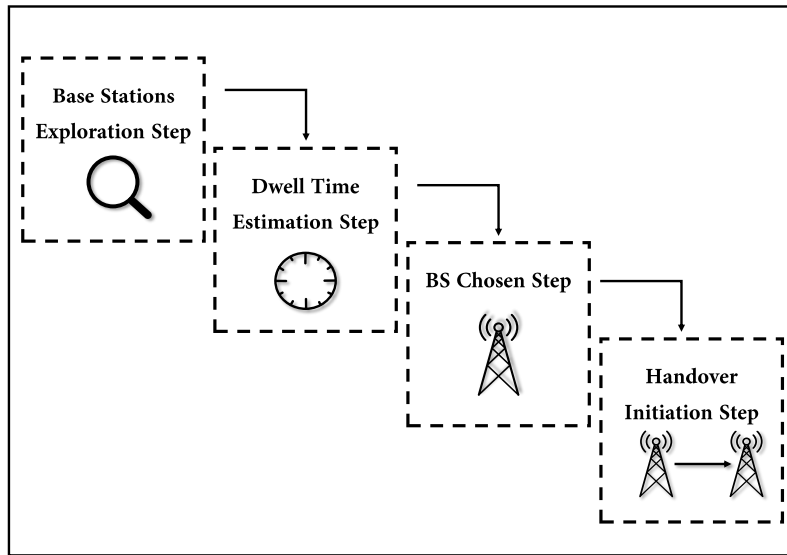 Base Stations
Exploration Step
Dwell Time
Estimation Step
BS Chosen Step
Handover
Initiation Step